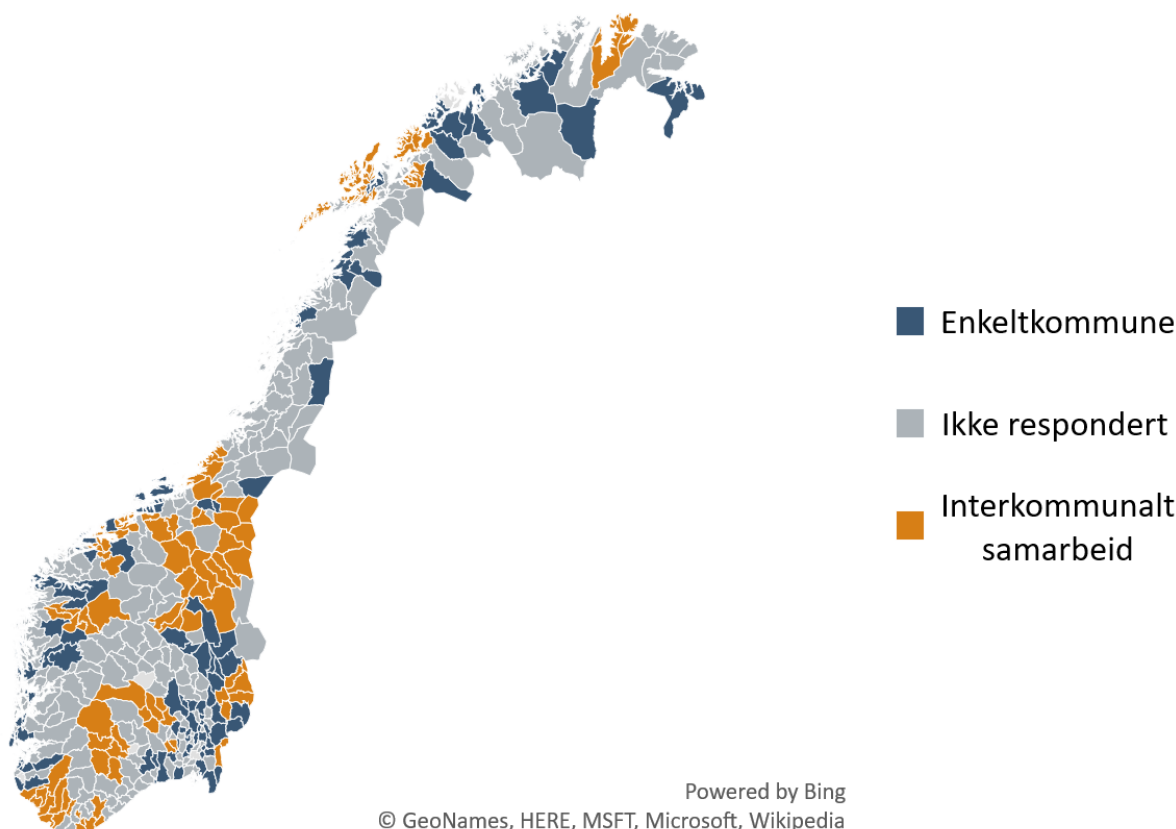 Enkeltkommune
Ikke respondert
Interkommunalt
samarbeid
Powered by Bing
© GeoNames, HERE, MSFT, Microsoft, Wikipedia